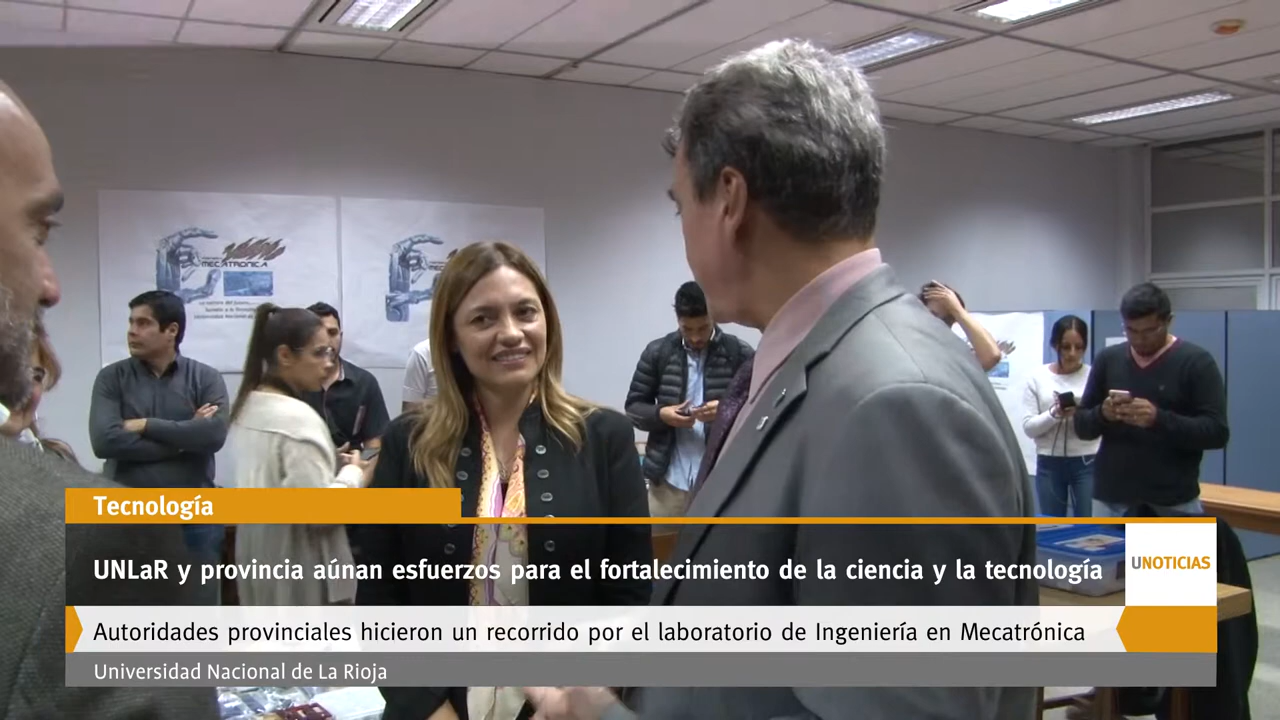 MECATRONICA
Tecnología
UNLaR y provincia aúnan esfuerzos para el fortalecimiento de la ciencia y la tecnología
UNOTICIAS
Autoridades provinciales hicieron un recorrido por el laboratorio de Ingeniería en Mecatrónica
Universidad Nacional de La Rioja